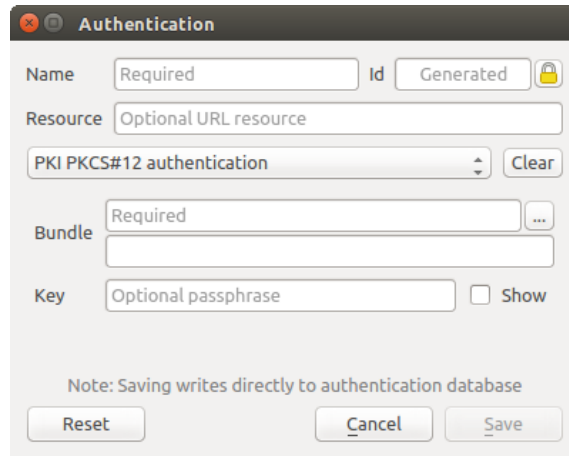 Authentication
Name Required Id Generated
Resource Optional URL resource
PKI PKCS#12 authentication Clear
Required ...
Bundle
Key Optional passphrase Show
Note: Saving writes directly to authentication database
Reset Cancel Save